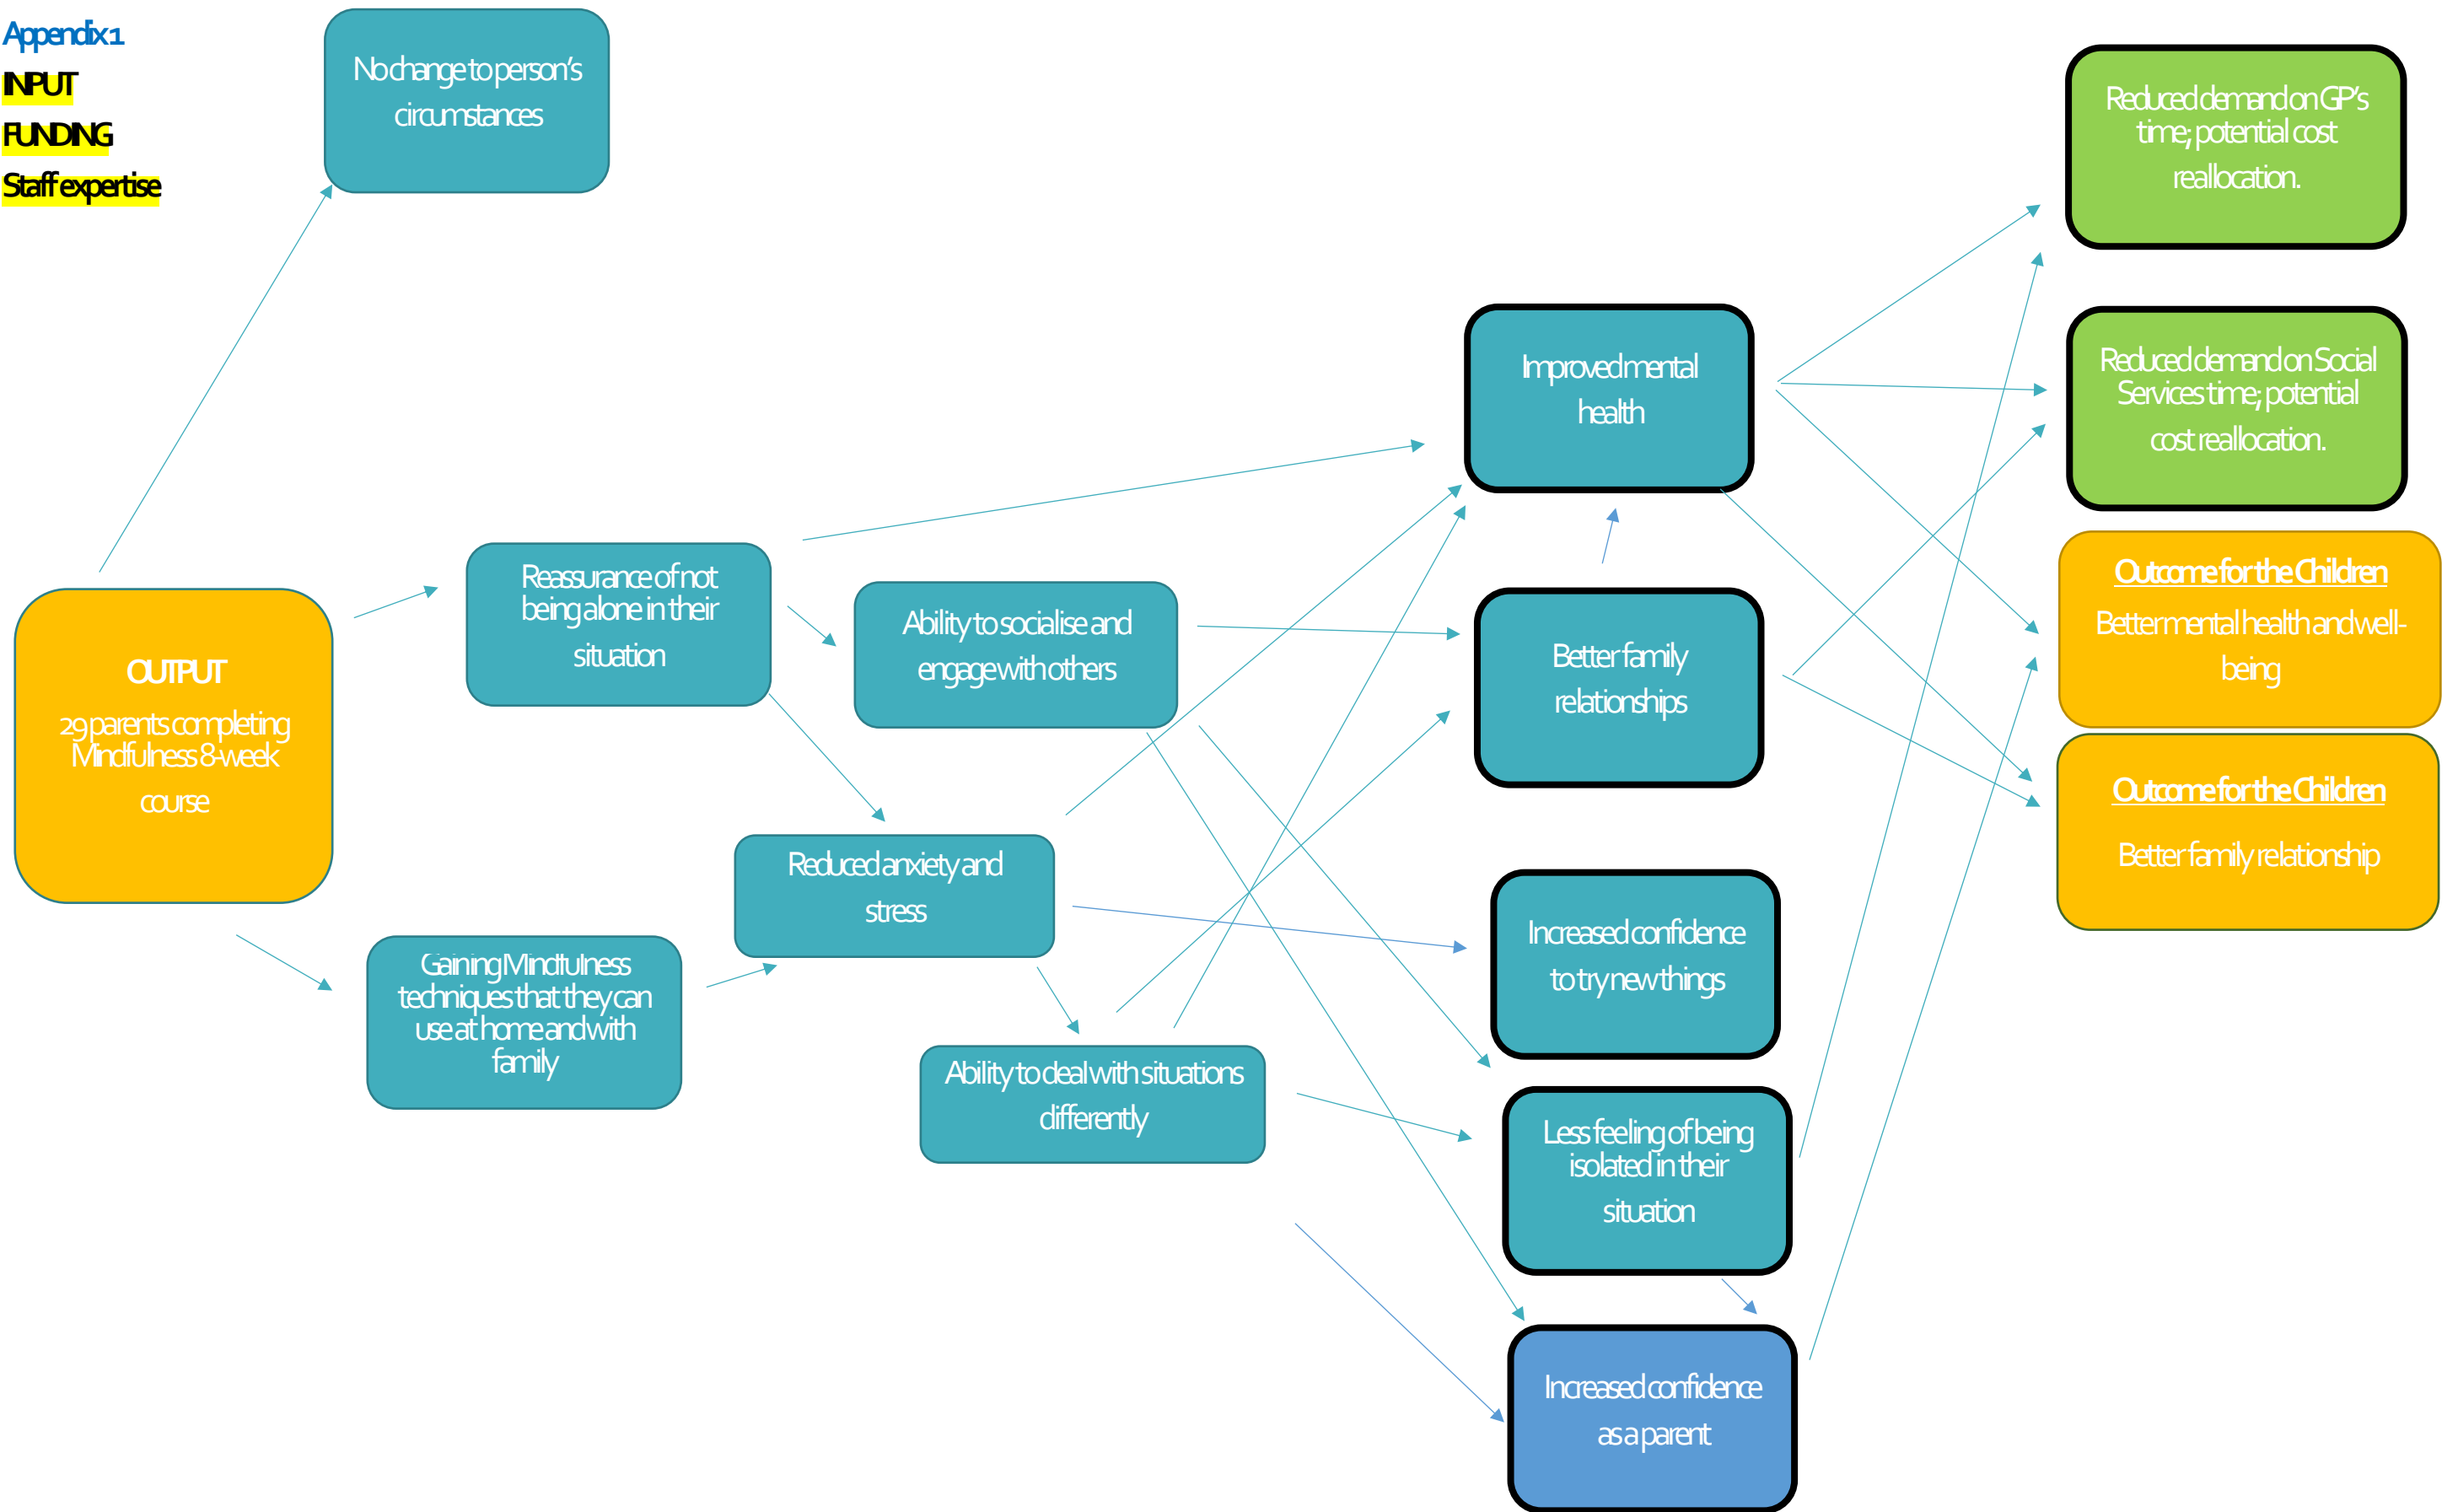 Appendix 1
INPUT
FUNDING
Staff expertise
No change to person's
circumstances
Reduced demand on GP's
time; potential cost
reallocation.
Improved mental
health
Reduced demand on Social
Services time; potential
cost reallocation.
Reassurance of not
being alone in their
situation
Ability to socialise and
engage with others
Better family
relationships
Outcome for the Children
Better mental health and well-
being
OUTPUT
29 parents completing
Mindfulness 8-week
course
Outcome for the Children
Better family relationship
Reduced anxiety and
stress
Increased confidence
to try new things
Gaining Mindfulness
techniques that they can
use at home and with
family
Ability to deal with situations
differently
Less feeling of being
isolated in their
situation
Increased confidence
as a parent